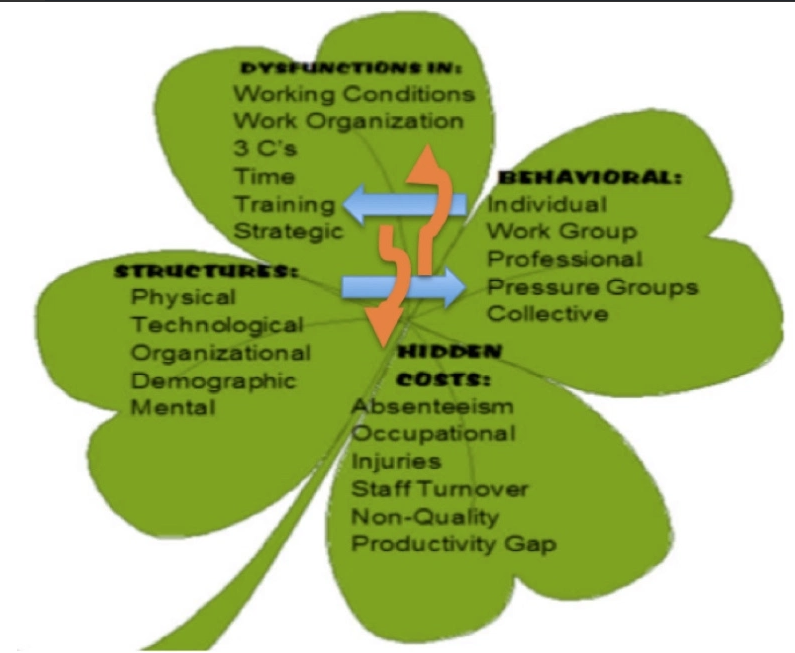 DYSFUNCTIONS IN:
Working Conditions
Work Organization
3 C's
Time
Training
Strategic
BEHAVIORAL:
Individual
Work Group
Professional
Pressure Groups
Collective
STRUCTURES:
Physical
Technological
Organizational
Demographic
Mental
HIDDEN
COSTS:
Absenteeism
Occupational
Injuries
Staff Turnover
Non-Quality
Productivity Gap